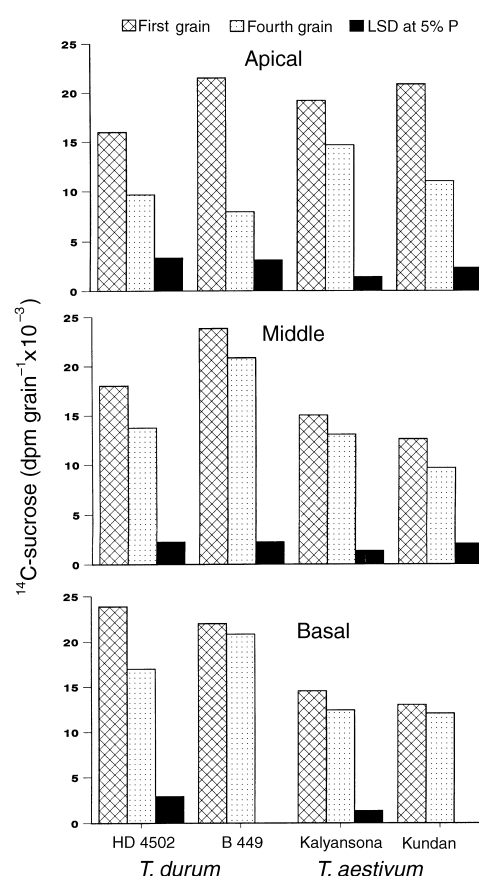 First grain Fourth grain LSD at 5% P
Apical
25
20
15
10
5
0
Middle
25
20
15
10
5
0
Basal
25
20
15
10
5
0
¹⁴C-sucrose (dpm grain⁻¹x10⁻³)
HD 4502 B 449 Kalyansona Kundan
T. durum T. aestivum